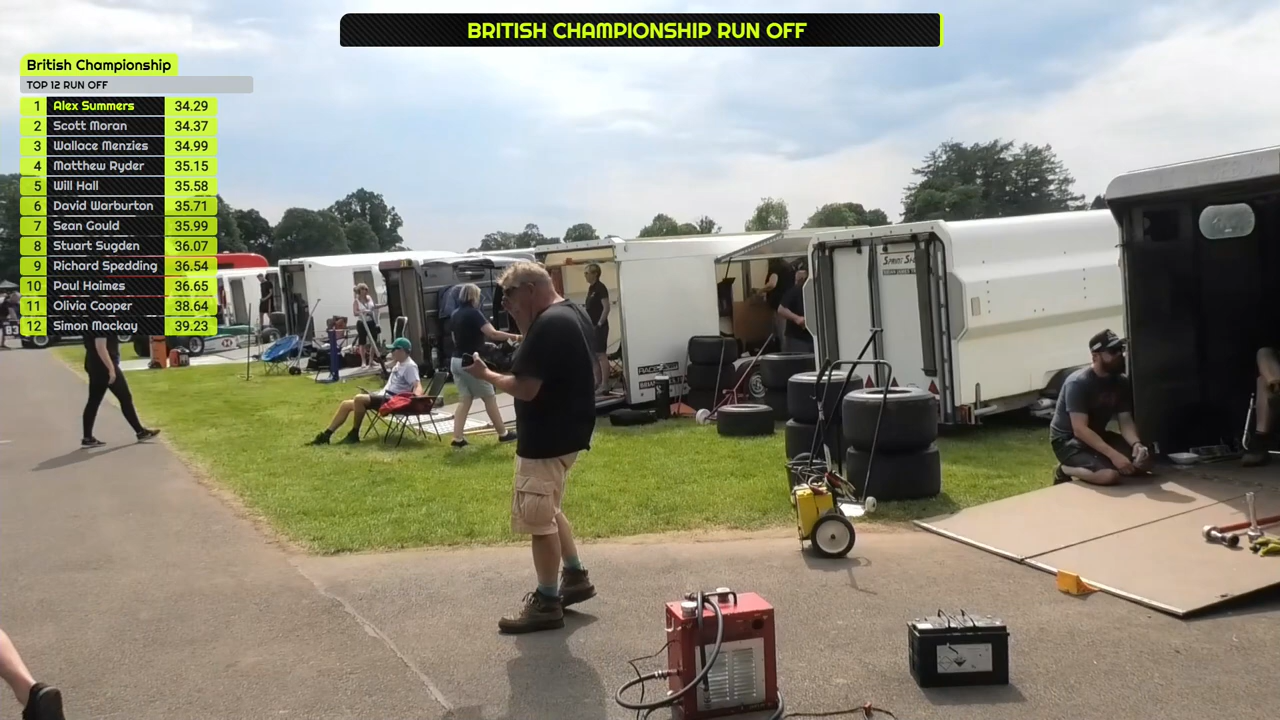 BRITISH CHAMPIONSHIP RUN OFF
British Championship
TOP 12 RUN OFF
1 Alex Summers 34.29
2 Scott Moran 34.37
3 Wallace Menzies 34.99
4 Matthew Ryder 35.15
5 Will Hall 35.58
6 David Warburton 35.71
7 Sean Gould 35.99
8 Stuart Sugden 36.07
9 Richard Spedding 36.54
10 Paul Haimes 36.65
11 Olivia Cooper 38.64
12 Simon Mackay 39.23
83